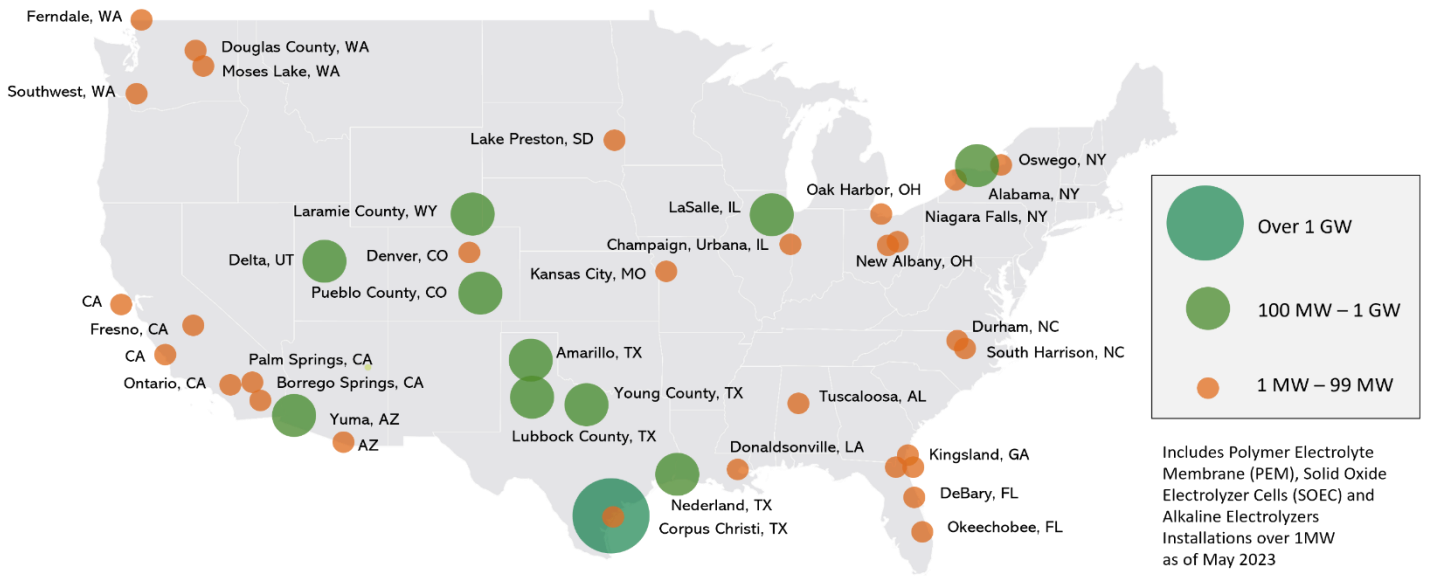 Ferndale, WA
Douglas County, WA
Moses Lake, WA
Southwest, WA
Lake Preston, SD
Oswego, NY
Oak Harbor, OH
Alabama, NY
Niagara Falls, NY
Laramie County, WY
LaSalle, IL
Champaign, Urbana, IL
Denver, CO
Delta, UT
New Albany, OH
Kansas City, MO
Pueblo County, CO
CA
Fresno, CA
Durham, NC
South Harrison, NC
CA
Palm Springs, CA
Amarillo, TX
Ontario, CA
Borrego Springs, CA
Young County, TX
Tuscaloosa, AL
Yuma, AZ
Lubbock County, TX
AZ
Donaldsonville, LA
Kingsland, GA
DeBary, FL
Nederland, TX
Corpus Christi, TX
Okeechobee, FL
Over 1 GW
100 MW – 1 GW
1 MW – 99 MW
Includes Polymer Electrolyte
Membrane (PEM), Solid Oxide
Electrolyzer Cells (SOEC) and
Alkaline Electrolyzers
Installations over 1MW
as of May 2023